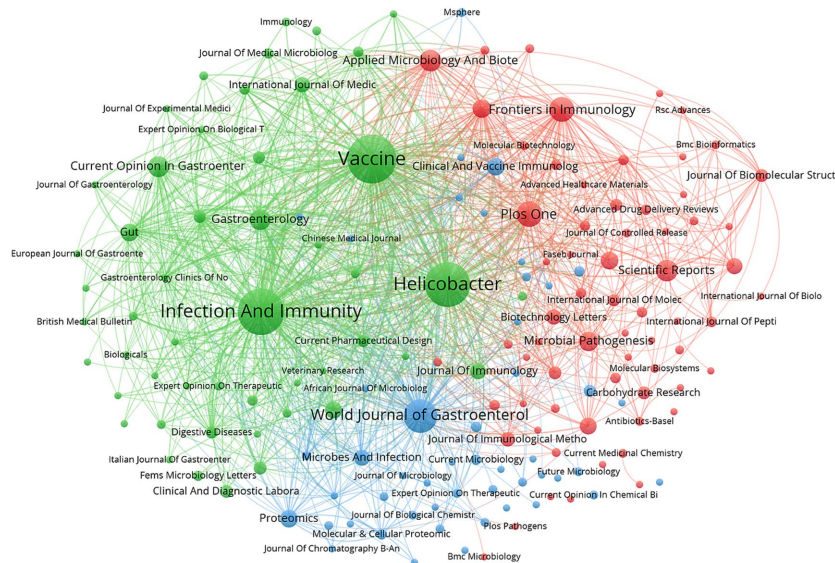 Msphere
Immunology
Journal Of Medical Microbiolog
Applied Microbiology And Biote
International Journal Of Medic
Journal Of Experimental Medici
Frontiers in Immunology
Rsc Advances
Expert Opinion On Biological T
Molecular Biotechnology
Bmc Bioinformatics
Vaccine
Current Opinion In Gastroenter
Clinical And Vaccine Immunolog
Journal Of Biomolecular Struct
Journal Of Gastroenterology
Advanced Healthcare Materials
Gastroenterology
Plos One
Advanced Drug Delivery Reviews
Gut
Chinese Medical Journal
Journal Of Controlled Release
European Journal Of Gastroente
Faseb Journal
Gastroenterology Clinics Of No
Scientific Reports
Helicobacter
International Journal Of Molec
International Journal Of Biolo
Infection And Immunity
Biotechnology Letters
British Medical Bulletin
International Journal Of Pepti
Current Pharmaceutical Design
Microbial Pathogenesis
Biologicals
Veterinary Research
Journal Of Immunology
Molecular Biosystems
Expert Opinion On Therapeutic
African Journal Of Microbiolog
Carbohydrate Research
World Journal of Gastroenterol
Antibiotics-Basel
Digestive Diseases
Journal Of Immunological Metho
Current Medicinal Chemistry
Italian Journal Of Gastroenter
Microbes And Infection
Current Microbiology
Fems Microbiology Letters
Journal Of Microbiology
Future Microbiology
Clinical And Diagnostic Labora
Expert Opinion On Therapeutic
Current Opinion In Chemical Bi
Proteomics
Journal Of Biological Chemistr
Plos Pathogens
Molecular & Cellular Proteomic
Journal Of Chromatography B-An
Bmc Microbiology